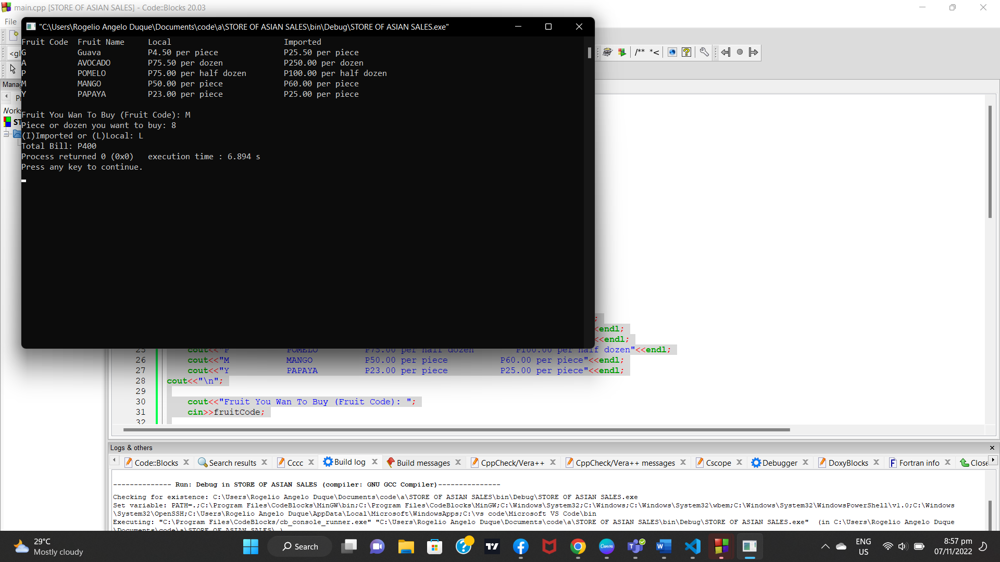 main.cpp [STORE OF ASIAN SALES] - Code::Blocks 20.03
File
"C:\Users\Rogelio Angelo Duque\Documents\code\a\STORE OF ASIAN SALES\bin\Debug\STORE OF ASIAN SALES.exe"
Fruit Code Fruit Name Local Imported
G Guava P4.50 per piece P25.50 per piece
A AVOCADO P75.50 per dozen P250.00 per dozen
P POMELO P75.00 per half dozen P100.00 per half dozen
M MANGO P50.00 per piece P60.00 per piece
Y PAPAYA P23.00 per piece P25.00 per piece
Fruit You Wan To Buy (Fruit Code): M
Piece or dozen you want to buy: 8
(I)Imported or (L)Local: L
Total Bill: P400
Process returned 0 (0x0) execution time : 6.894 s
Press any key to continue.
<gl
/** *<
Manag
Pr
Works
ST
;
<endl;
<<endl;
25 cout<<"P POMELO P75.00 per half dozen P100.00 per half dozen"<<endl;
26 cout<<"M MANGO P50.00 per piece P60.00 per piece"<<endl;
27 cout<<"Y PAPAYA P23.00 per piece P25.00 per piece"<<endl;
28 cout<<"\n";
29
30 cout<<"Fruit You Wan To Buy (Fruit Code): ";
31 cin>>fruitCode;
32
Logs & others
Code::Blocks Search results Cccc Build log Build messages CppCheck/Vera++ CppCheck/Vera++ messages Cscope Debugger DoxyBlocks Fortran info Close
-------------- Run: Debug in STORE OF ASIAN SALES (compiler: GNU GCC Compiler)---------------
Checking for existence: C:\Users\Rogelio Angelo Duque\Documents\code\a\STORE OF ASIAN SALES\bin\Debug\STORE OF ASIAN SALES.exe
Set variable: PATH=.;C:\Program Files\CodeBlocks\MinGW\bin;C:\Program Files\CodeBlocks\MinGW;C:\Windows\System32;C:\Windows;C:\Windows\System32\wbem;C:\Windows\System32\WindowsPowerShell\v1.0;C:\Windows
\System32\OpenSSH;C:\Users\Rogelio Angelo Duque\AppData\Local\Microsoft\WindowsApps;C:\vs code\Microsoft VS Code\bin
Executing: "C:\Program Files\CodeBlocks/cb_console_runner.exe" "C:\Users\Rogelio Angelo Duque\Documents\code\a\STORE OF ASIAN SALES\bin\Debug\STORE OF ASIAN SALES.exe" (in C:\Users\Rogelio Angelo Duque
\Documents\code\a\STORE OF ASIAN SALES\.)
29°C
Mostly cloudy
Search
Canva
ENG
US
8:57 pm
07/11/2022